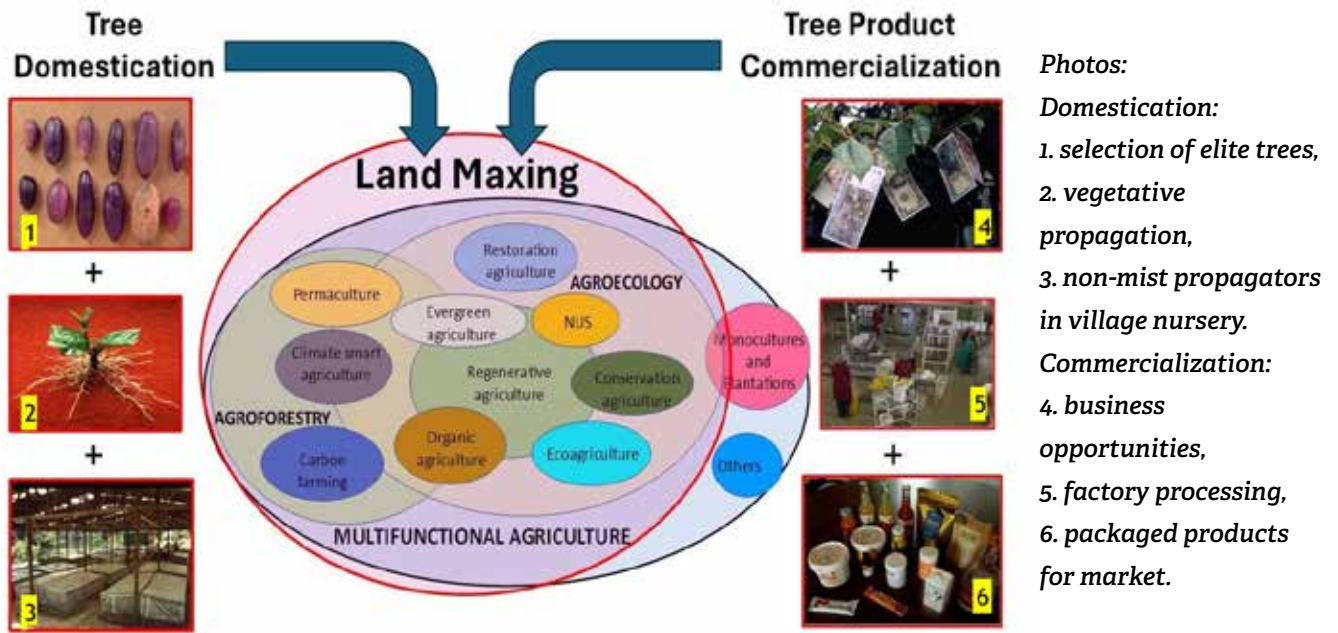 Tree
Domestication
1
+
2
+
3
Tree Product
Commercialization
4
+
5
+
6
Land Maxing
Restoration
agriculture
AGROECOLOGY
Permaculture
Evergreen
agriculture
NUS
Climate smart
agriculture
Regenerative
agriculture
Conservation
agriculture
Monocultures
and
Plantations
AGROFORESTRY
Organic
agriculture
Carbon
farming
Ecoagriculture
Others
MULTIFUNCTIONAL AGRICULTURE
Photos:
Domestication:
1. selection of elite trees,
2. vegetative
propagation,
3. non-mist propagators
in village nursery.
Commercialization:
4. business
opportunities,
5. factory processing,
6. packaged products
for market.